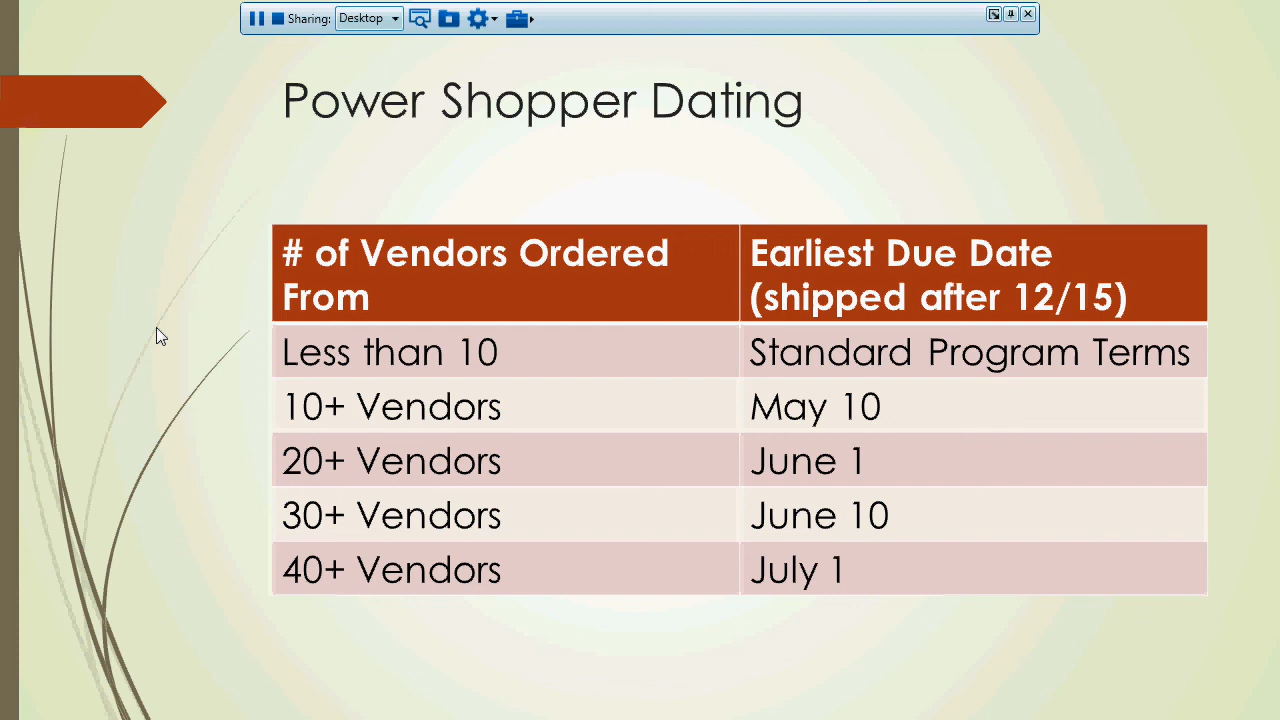 Sharing: Desktop
Power Shopper Dating
# of Vendors Ordered From
Earliest Due Date (shipped after 12/15)
Less than 10
Standard Program Terms
10+ Vendors
May 10
20+ Vendors
June 1
30+ Vendors
June 10
40+ Vendors
July 1